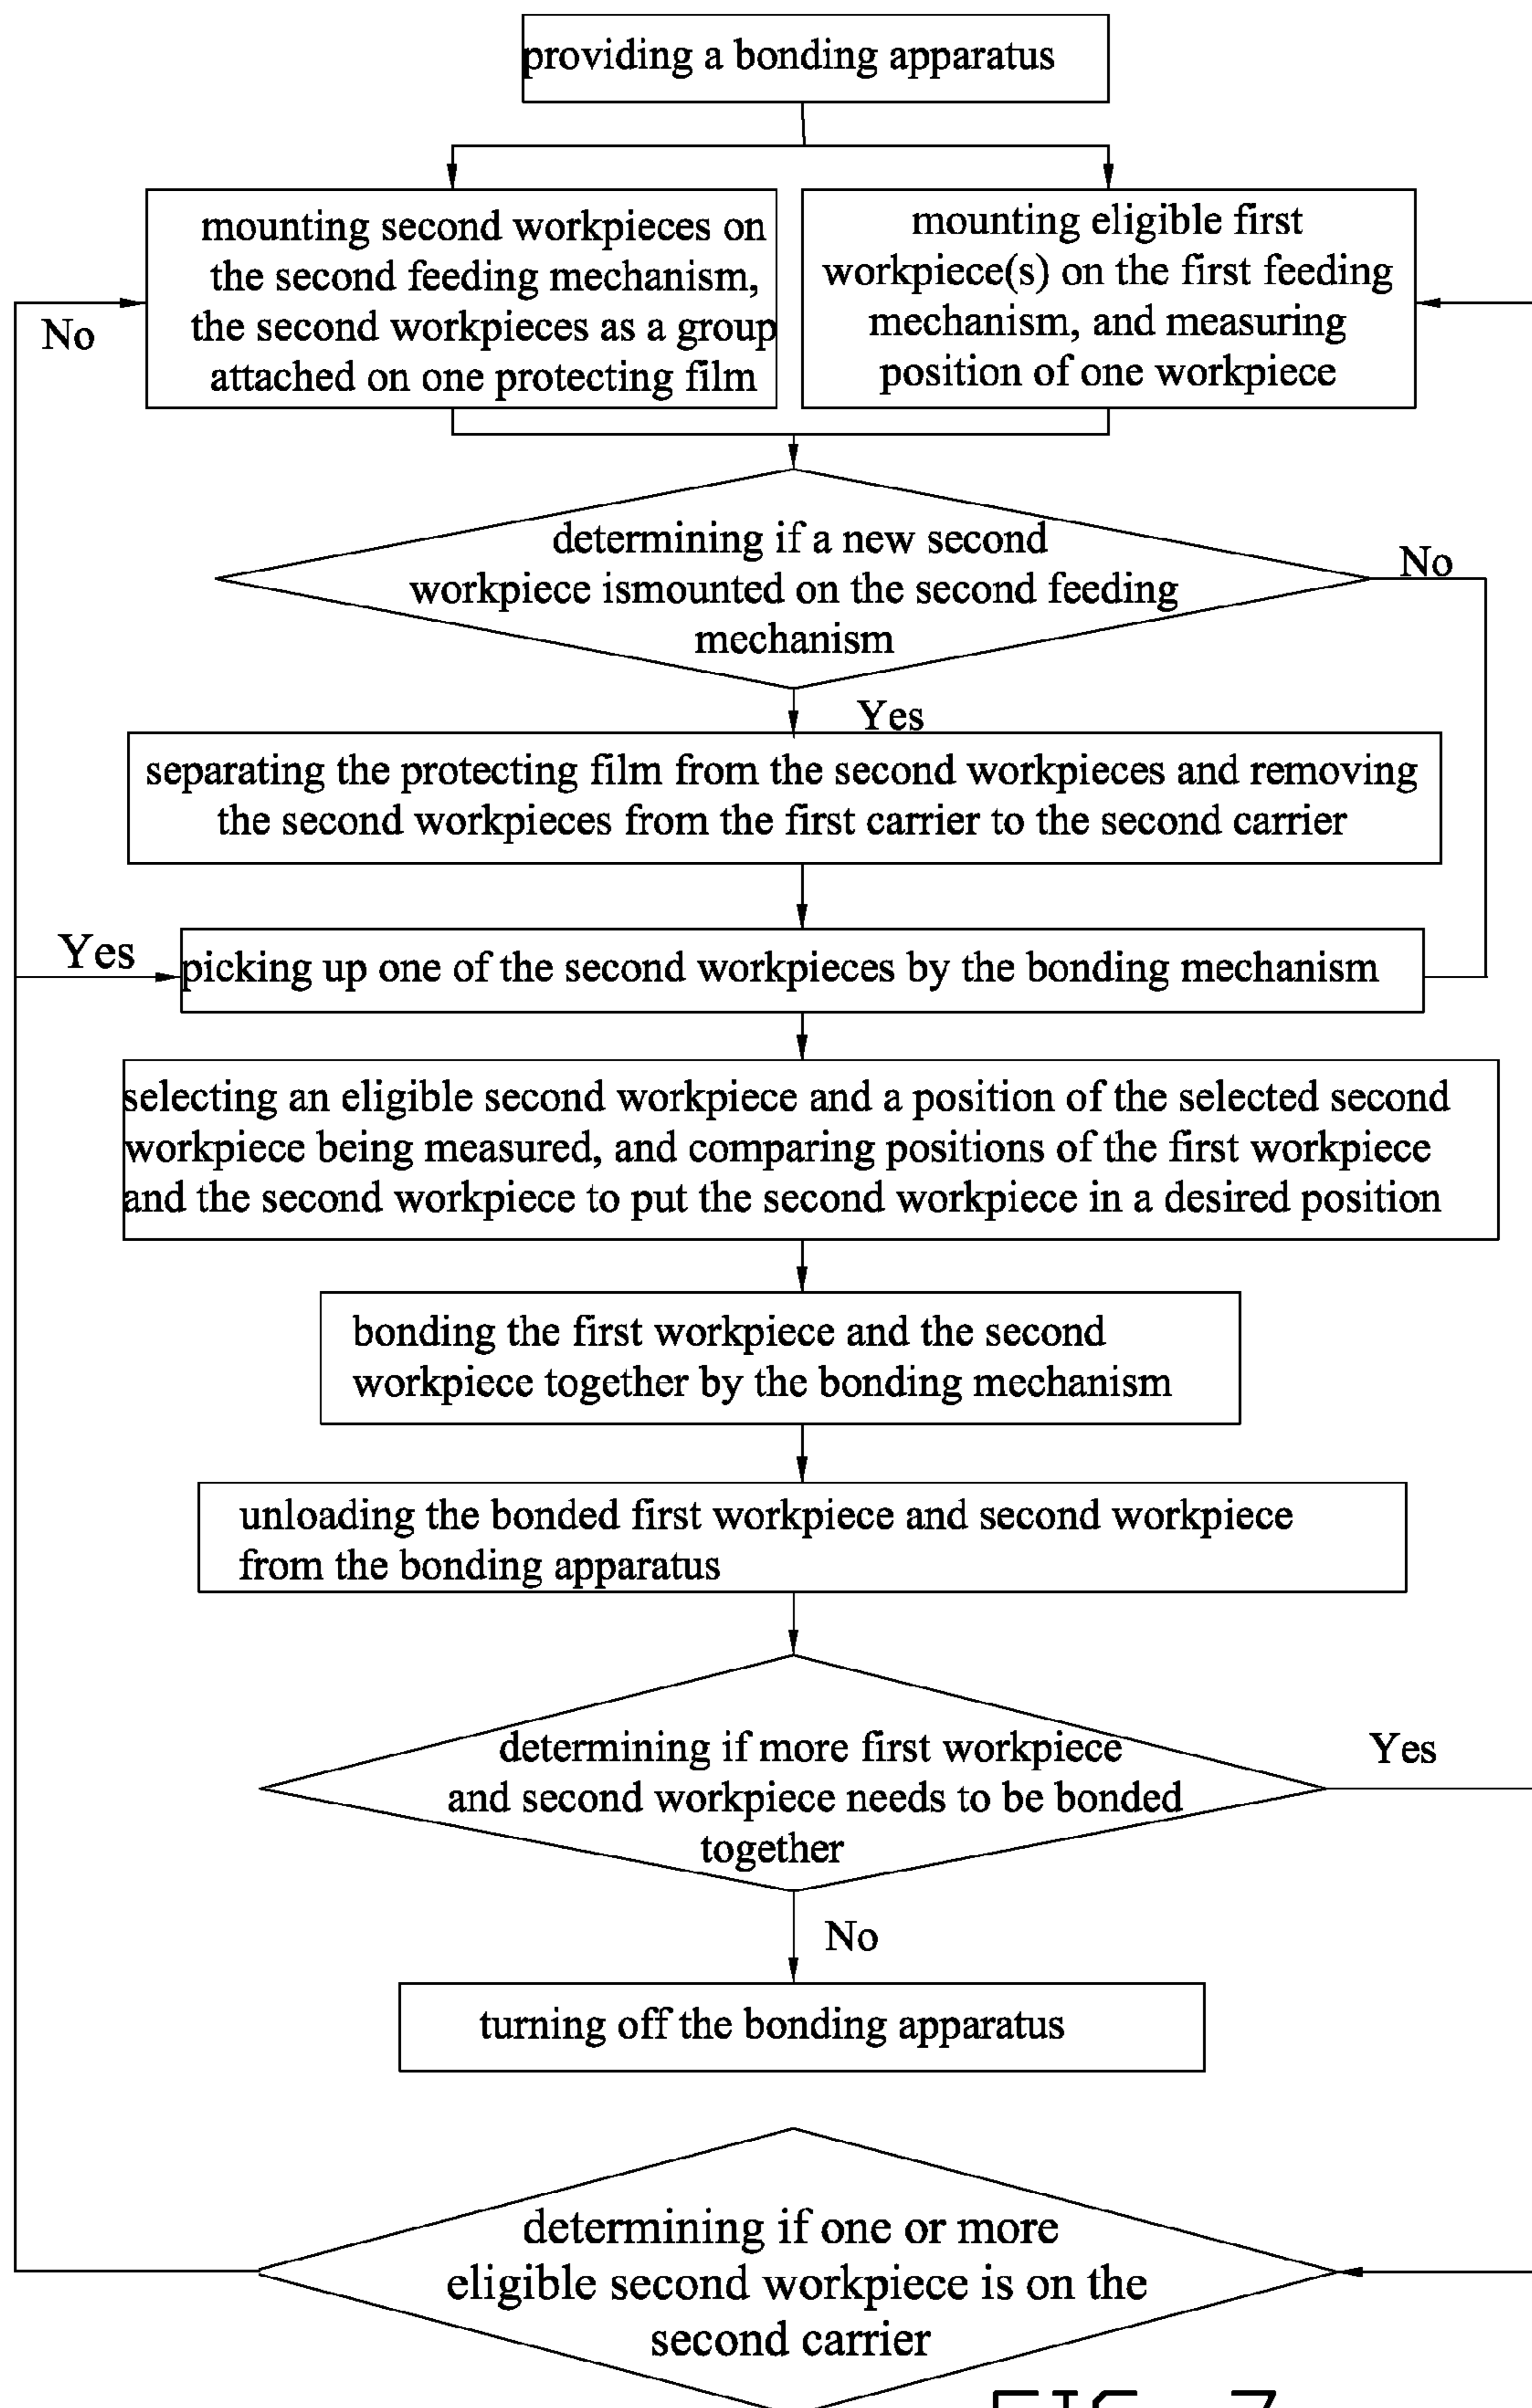 providing a bonding apparatus
mounting second workpieces on
the second feeding mechanism,
the second workpieces as a group
attached on one protecting film
mounting eligible first
workpiece(s) on the first feeding
mechanism, and measuring
position of one workpiece
No
determining if a new second
workpiece ismounted on the second feeding
mechanism
No
Yes
separating the protecting film from the second workpieces and removing
the second workpieces from the first carrier to the second carrier
Yes
picking up one of the second workpieces by the bonding mechanism
selecting an eligible second workpiece and a position of the selected second
workpiece being measured, and comparing positions of the first workpiece
and the second workpiece to put the second workpiece in a desired position
bonding the first workpiece and the second
workpiece together by the bonding mechanism
unloading the bonded first workpiece and second workpiece
from the bonding apparatus
determining if more first workpiece
and second workpiece needs to be bonded
together
Yes
No
turning off the bonding apparatus
determining if one or more
eligible second workpiece is on the
second carrier